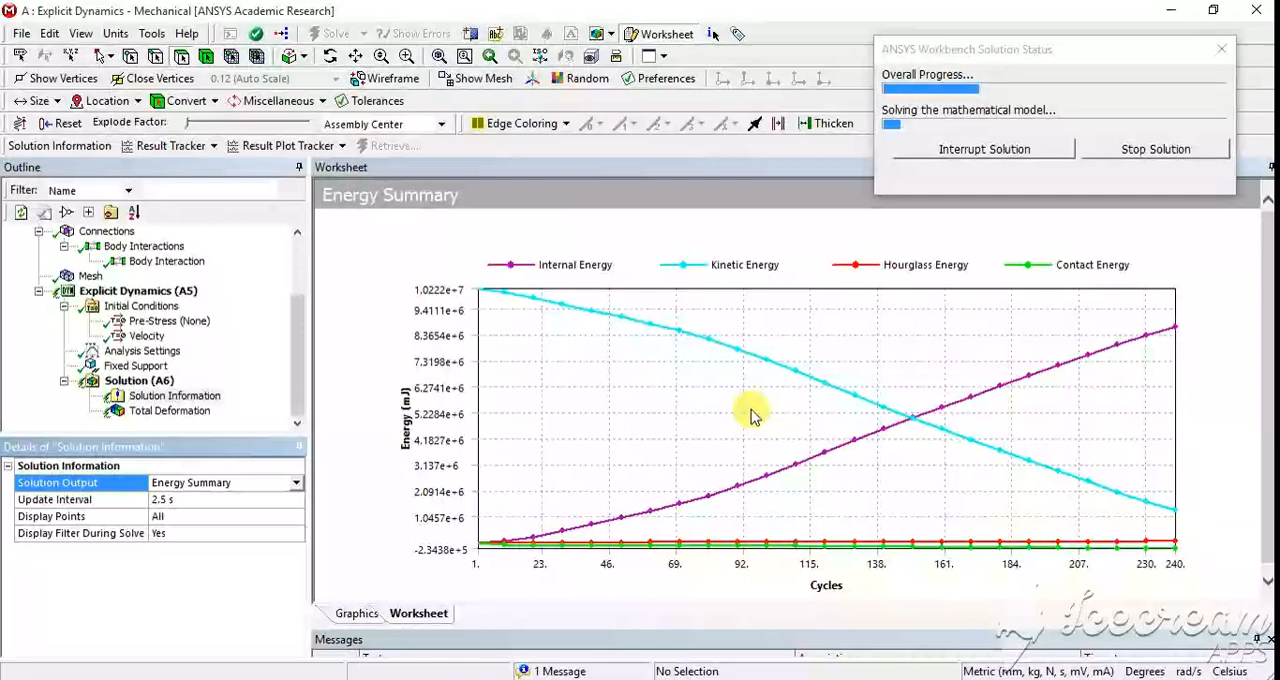 A : Explicit Dynamics - Mechanical [ANSYS Academic Research]
File Edit View Units Tools Help Solve ?/ Show Errors Worksheet
Show Vertices Close Vertices 0.12 (Auto Scale) Wireframe Show Mesh Random Preferences
Size Location Convert Miscellaneous Tolerances
Reset Explode Factor: Assembly Center Edge Coloring Thicken
Solution Information Result Tracker Result Plot Tracker Retrieve...
ANSYS Workbench Solution Status
Overall Progress...
Solving the mathematical model...
Interrupt Solution Stop Solution
Outline
Filter: Name
Connections
Body Interactions
Body Interaction
Mesh
Explicit Dynamics (A5)
Initial Conditions
Pre-Stress (None)
Velocity
Analysis Settings
Fixed Support
Solution (A6)
Solution Information
Total Deformation
Details of "Solution Information"
Solution Information
Solution Output Energy Summary
Update Interval 2.5 s
Display Points All
Display Filter During Solve Yes
Worksheet
Energy Summary
Internal Energy Kinetic Energy Hourglass Energy Contact Energy
1.0222e+7
9.4111e+6
8.3654e+6
7.3198e+6
6.2741e+6
5.2284e+6
4.1827e+6
3.137e+6
2.0914e+6
1.0457e+6
-2.3438e+5
Energy (mJ)
1. 23. 46. 69. 92. 115. 138. 161. 184. 207. 230. 240.
Cycles
Graphics Worksheet
Messages
1 Message No Selection Metric (mm, kg, N, s, mV, mA) Degrees rad/s Celsius
my Icecream
APPS